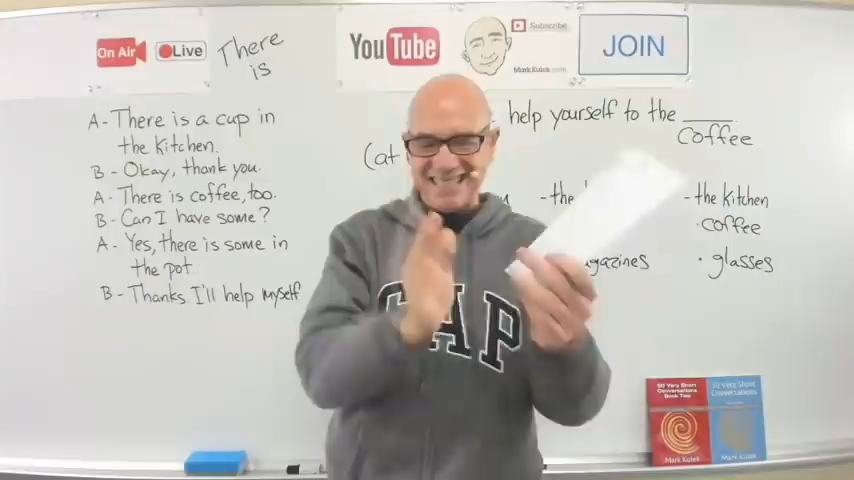 On Air
Live
There
is
YouTube
Subscribe
MarkKulek.com
JOIN
A- There is a cup in
the kitchen.
B- Okay, thank you.
A- There is coffee, too.
B- Can I have some?
A- Yes, there is some in
the pot.
B- Thanks I'll help myself
help yourself to the ____
coffee
(at
-the
-the kitchen
·coffee
· glasses
GAP
50 Very Short
Conversations
Book Two
Mark Kulek
50 Very Short
Conversations
Mark Kulek